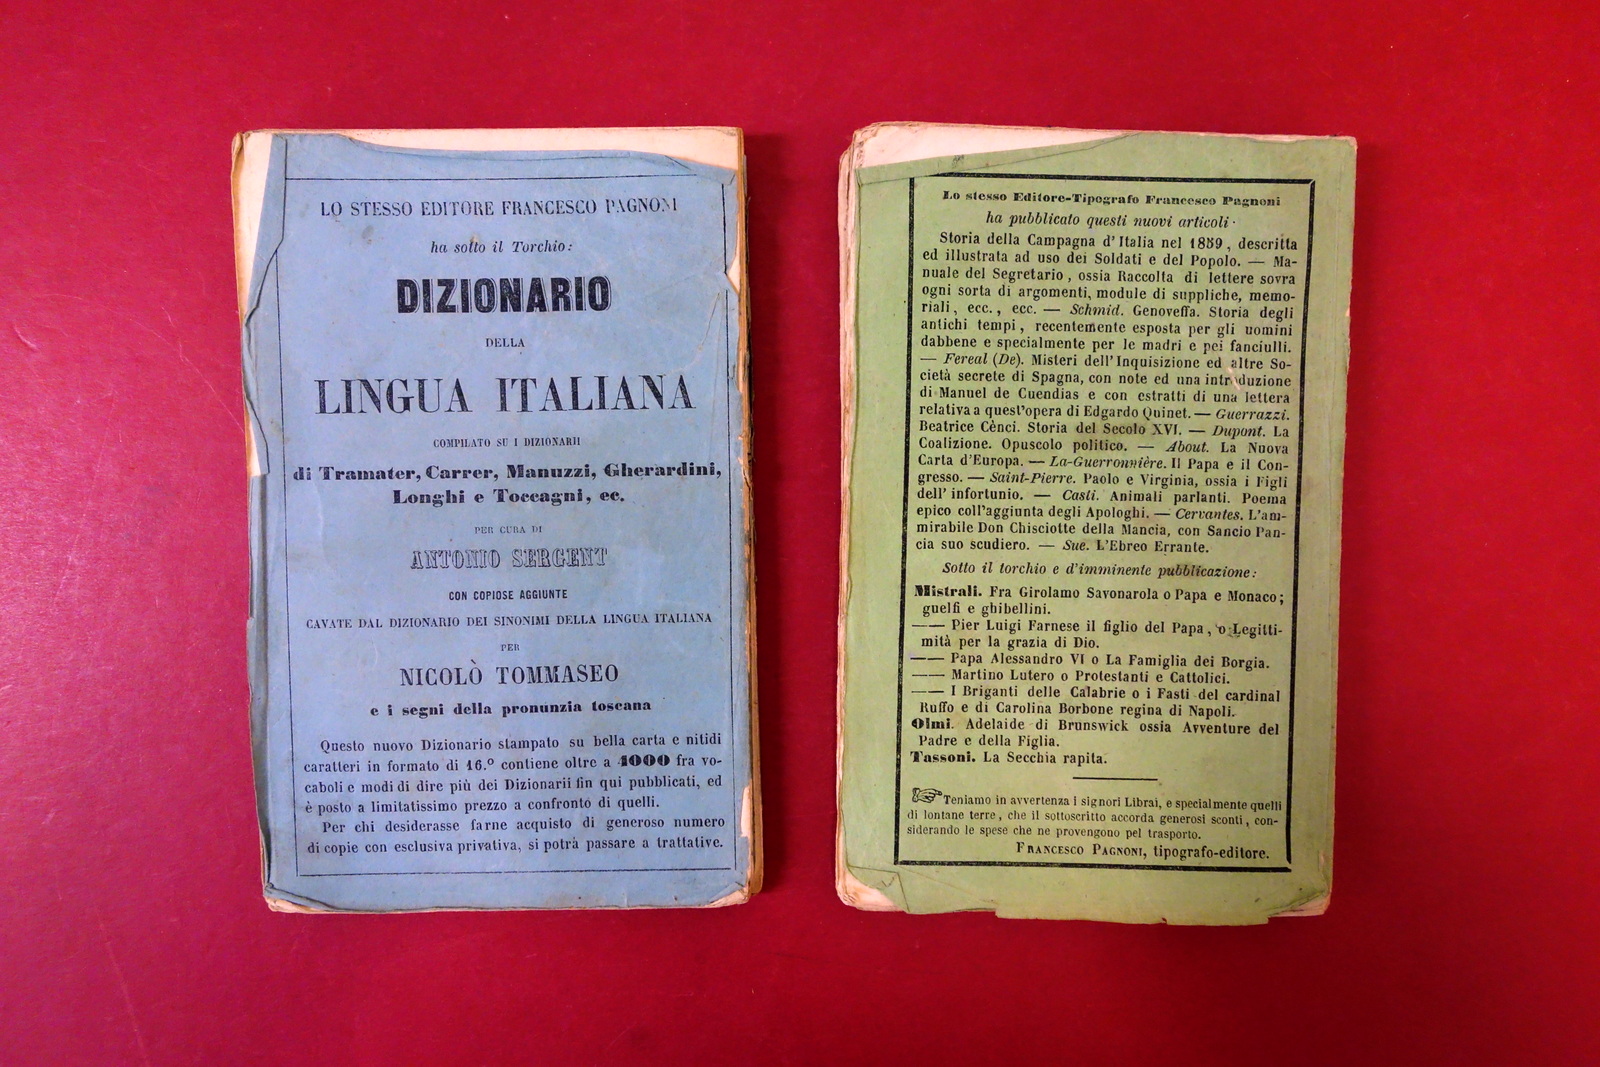 LO STESSO EDITORE FRANCESCO PAGNONI
ha sotto il Torchio:
DIZIONARIO
DELLA
LINGUA ITALIANA
COMPILATO SU I DIZIONARII
di Tramater, Carrer, Manuzzi, Gherardini,
Longhi e Toccagni, ec.
PER CURA DI
ANTONIO SERGENT
CON COPIOSE AGGIUNTE
CAVATE DAL DIZIONARIO DEI SINONIMI DELLA LINGUA ITALIANA
PER
NICOLÒ TOMMASEO
e i segni della pronunzia toscana
Questo nuovo Dizionario stampato su bella carta e nitidi
caratteri in formato di 16.º contiene oltre a 4000 fra vo-
caboli e modi di dire più dei Dizionarii fin qui pubblicati, ed
è posto a limitatissimo prezzo a confronto di quelli.
Per chi desiderasse farne acquisto di generoso numero
di copie con esclusiva privativa, si potrà passare a trattative.
Lo stesso Editore-Tipografo Francesco Pagnoni
ha pubblicato questi nuovi articoli.
Storia della Campagna d'Italia nel 1859, descritta
ed illustrata ad uso dei Soldati e del Popolo. — Ma-
nuale del Segretario, ossia Raccolta di lettere sovra
ogni sorta di argomenti, module di suppliche, memo-
riali, ecc., ecc. — Schmid. Genoveffa. Storia degli
antichi tempi, recentemente esposta per gli uomini
dabbene e specialmente per le madri e pei fanciulli.
— Fereal (De). Misteri dell'Inquisizione ed altre So-
cietà secrete di Spagna, con note ed una introduzione
di Manuel de Cuendias e con estratti di una lettera
relativa a quest'opera di Edgardo Quinet. — Guerrazzi.
Beatrice Cènci. Storia del Secolo XVI. — Dupont. La
Coalizione. Opuscolo politico. — About. La Nuova
Carta d'Europa. — La-Guerronnière. Il Papa e il Con-
gresso. — Saint-Pierre. Paolo e Virginia, ossia i Figli
dell'infortunio. — Casti. Animali parlanti. Poema
epico coll'aggiunta degli Apologhi. — Cervantes. L'am-
mirabile Don Chisciotte della Mancia, con Sancio Pan-
cia suo scudiero. — Sue. L'Ebreo Errante.
Sotto il torchio e d'imminente pubblicazione:
Mistrali. Fra Girolamo Savonarola o Papa e Monaco;
guelfi e ghibellini.
—— Pier Luigi Farnese il figlio del Papa, o Legitti-
mità per la grazia di Dio.
—— Papa Alessandro VI o La Famiglia dei Borgia.
—— Martino Lutero o Protestanti e Cattolici.
—— I Briganti delle Calabrie o i Fasti del cardinal
Ruffo e di Carolina Borbone regina di Napoli.
Olmi. Adelaide di Brunswick ossia Avventure del
Padre e della Figlia.
Tassoni. La Secchia rapita.
☞ Teniamo in avvertenza i signori Librai, e specialmente quelli
di lontane terre, che il sottoscritto accorda generosi sconti, con-
siderando le spese che ne provengono pel trasporto.
FRANCESCO PAGNONI, tipografo-editore.